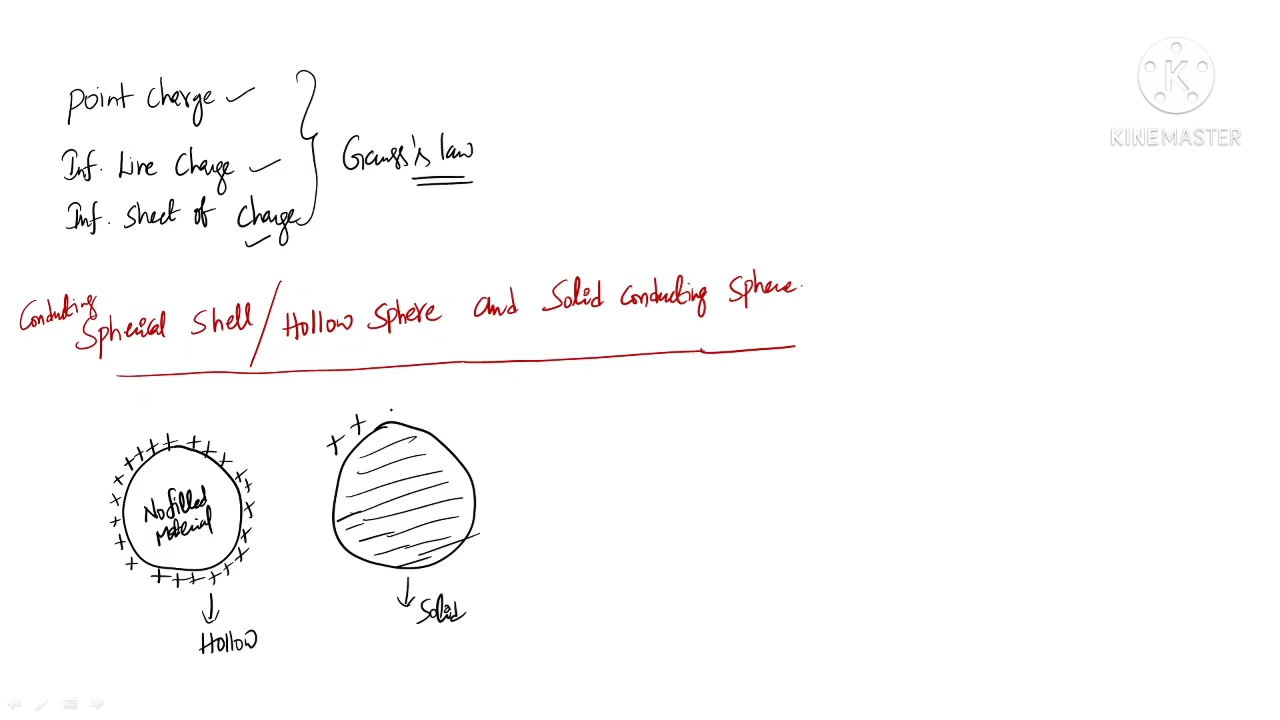 Point Charge
Inf. Line Charge
Inf. Sheet of Charge
Gauss's law
Conducting
Spherical Shell/Hollow Sphere and Solid Conducting Sphere.
No filled
Material
Hollow
Solid
K
KINEMASTER